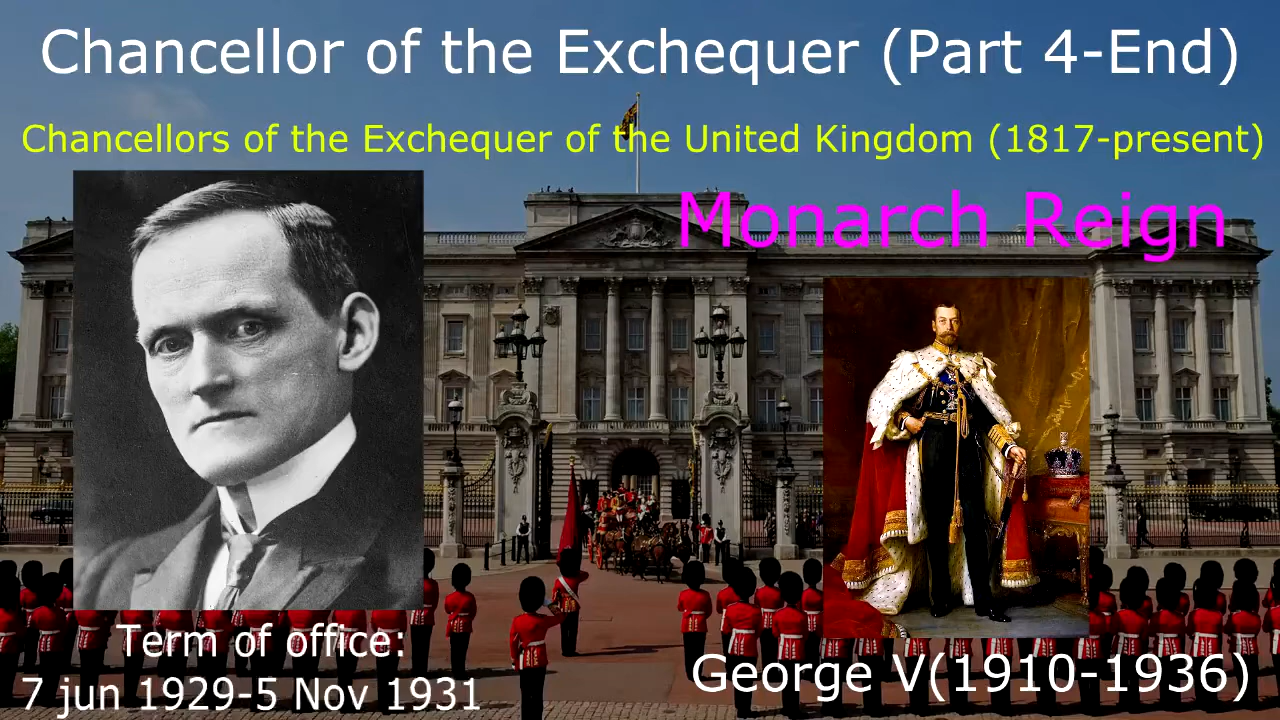 Chancellor of the Exchequer (Part 4-End)
Chancellors of the Exchequer of the United Kingdom (1817-present)
Monarch Reign
Term of office:
7 jun 1929-5 Nov 1931
George V(1910-1936)